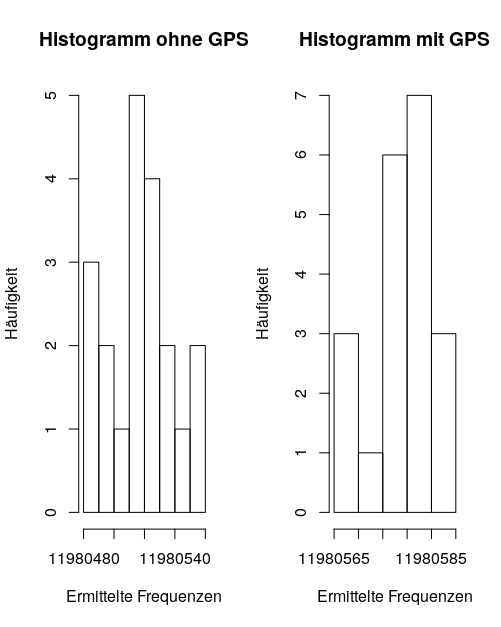 Histogramm ohne GPS
Häufigkeit
5
4
3
2
1
0
11980480 11980540
Ermittelte Frequenzen
Histogramm mit GPS
Häufigkeit
7
6
5
4
3
2
1
0
11980565 11980585
Ermittelte Frequenzen